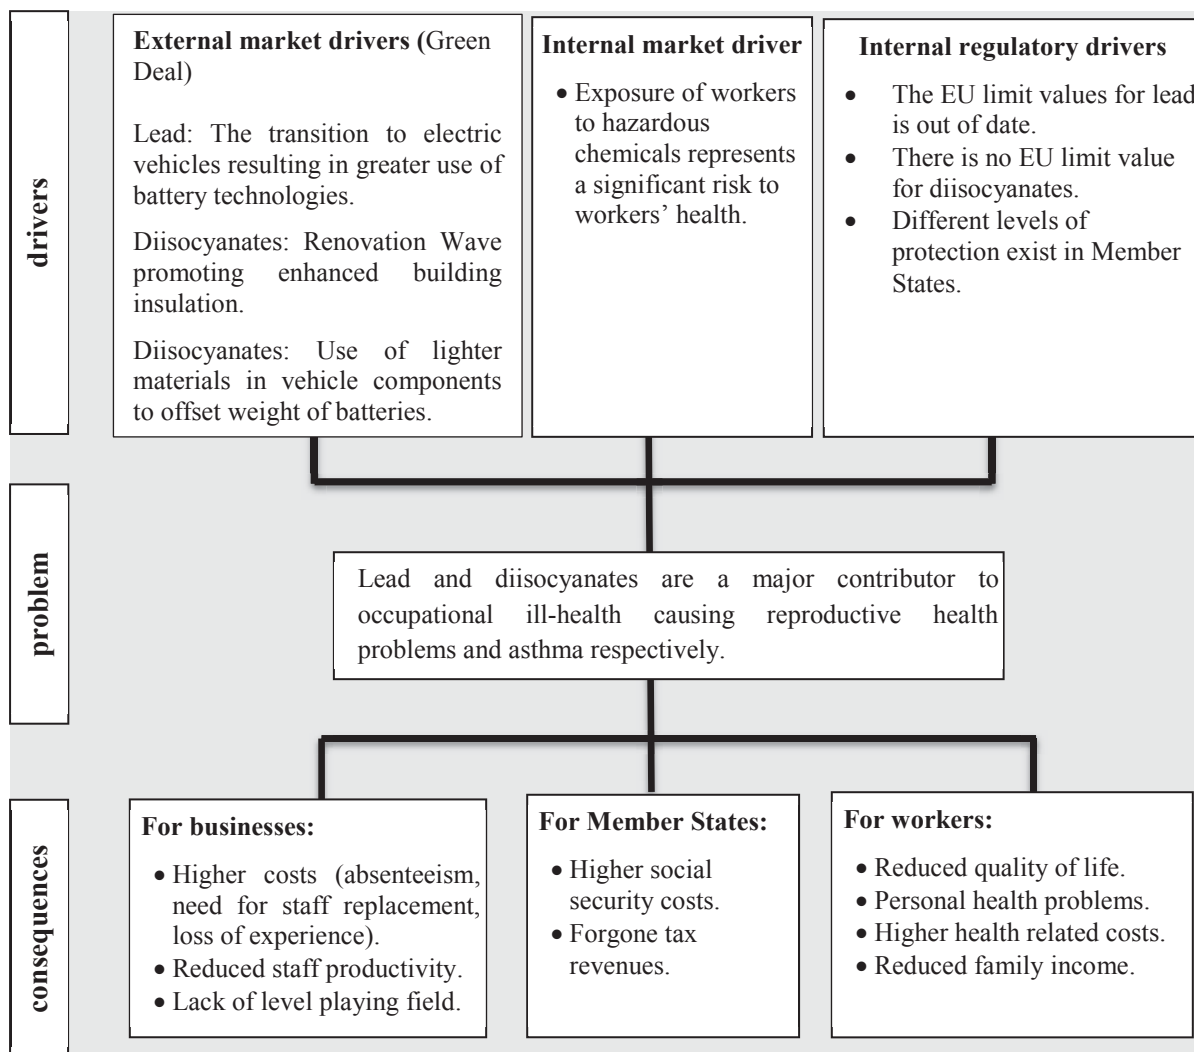 drivers
External market drivers (Green
Deal)
Lead: The transition to electric
vehicles resulting in greater use of
battery technologies.
Diisocyanates: Renovation Wave
promoting enhanced building
insulation.
Diisocyanates: Use of lighter
materials in vehicle components
to offset weight of batteries.
Internal market driver
• Exposure of workers
to hazardous
chemicals represents
a significant risk to
workers’ health.
Internal regulatory drivers
• The EU limit values for lead
is out of date.
• There is no EU limit value
for diisocyanates.
• Different levels of
protection exist in Member
States.
problem
Lead and diisocyanates are a major contributor to
occupational ill-health causing reproductive health
problems and asthma respectively.
consequences
For businesses:
• Higher costs (absenteeism,
need for staff replacement,
loss of experience).
• Reduced staff productivity.
• Lack of level playing field.
For Member States:
• Higher social
security costs.
• Forgone tax
revenues.
For workers:
• Reduced quality of life.
• Personal health problems.
• Higher health related costs.
• Reduced family income.